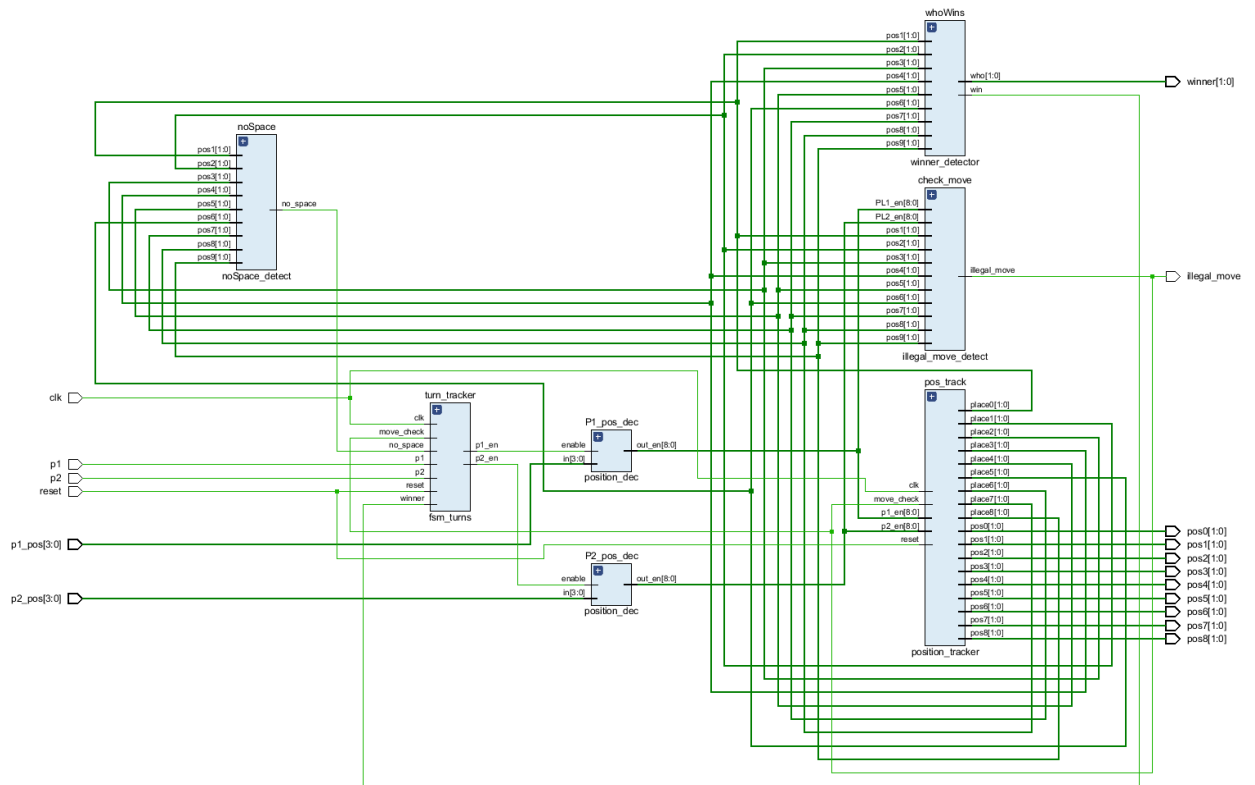 whoWins
pos1[1:0]
pos2[1:0]
pos3[1:0]
pos4[1:0]
pos5[1:0]
pos6[1:0]
pos7[1:0]
pos8[1:0]
pos9[1:0]
who[1:0]
win
winner_detector
winner[1:0]
noSpace
pos1[1:0]
pos2[1:0]
pos3[1:0]
pos4[1:0]
pos5[1:0]
pos6[1:0]
pos7[1:0]
pos8[1:0]
pos9[1:0]
no_space
noSpace_detect
check_move
PL1_en[8:0]
PL2_en[8:0]
pos1[1:0]
pos2[1:0]
pos3[1:0]
pos4[1:0]
pos5[1:0]
pos6[1:0]
pos7[1:0]
pos8[1:0]
pos9[1:0]
illegal_move
illegal_move_detect
illegal_move
clk
p1
p2
reset
p1_pos[3:0]
p2_pos[3:0]
turn_tracker
clk
move_check
no_space
p1
p2
reset
winner
p1_en
p2_en
fsm_turns
P1_pos_dec
enable
in[3:0]
out_en[8:0]
position_dec
P2_pos_dec
enable
in[3:0]
out_en[8:0]
position_dec
pos_track
clk
move_check
p1_en[8:0]
p2_en[8:0]
reset
place0[1:0]
place1[1:0]
place2[1:0]
place3[1:0]
place4[1:0]
place5[1:0]
place6[1:0]
place7[1:0]
place8[1:0]
pos0[1:0]
pos1[1:0]
pos2[1:0]
pos3[1:0]
pos4[1:0]
pos5[1:0]
pos6[1:0]
pos7[1:0]
pos8[1:0]
position_tracker
pos0[1:0]
pos1[1:0]
pos2[1:0]
pos3[1:0]
pos4[1:0]
pos5[1:0]
pos6[1:0]
pos7[1:0]
pos8[1:0]